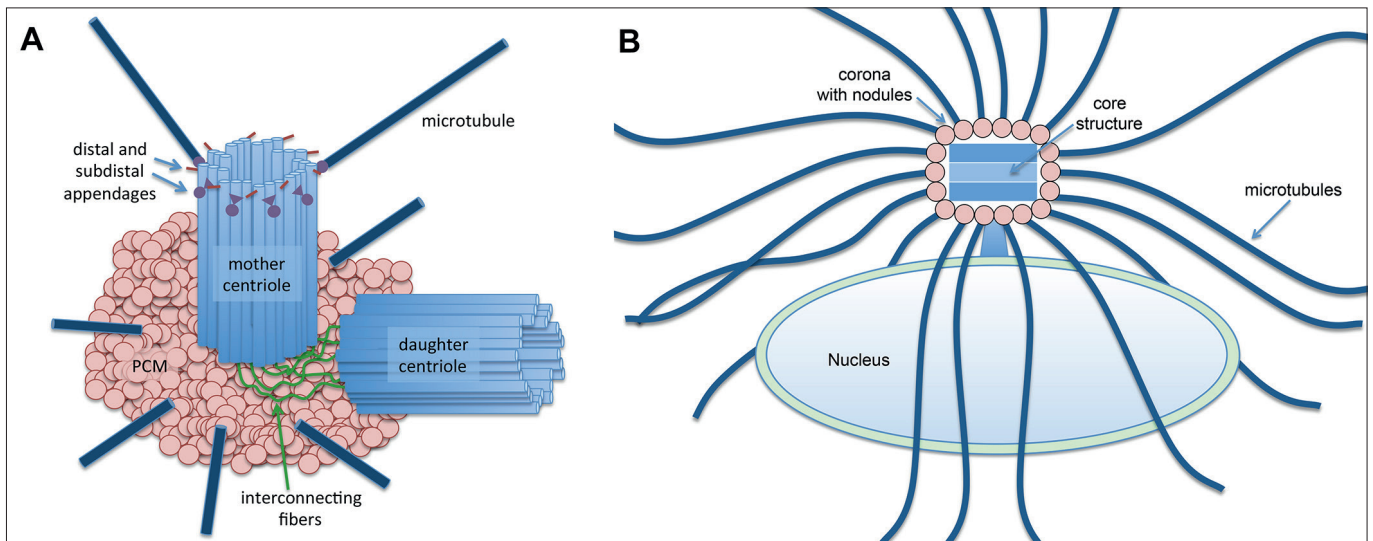 A
microtubule
distal and
subdistal
appendages
mother
centriole
daughter
centriole
PCM
interconnecting
fibers
B
corona
with nodules
core
structure
microtubules
Nucleus